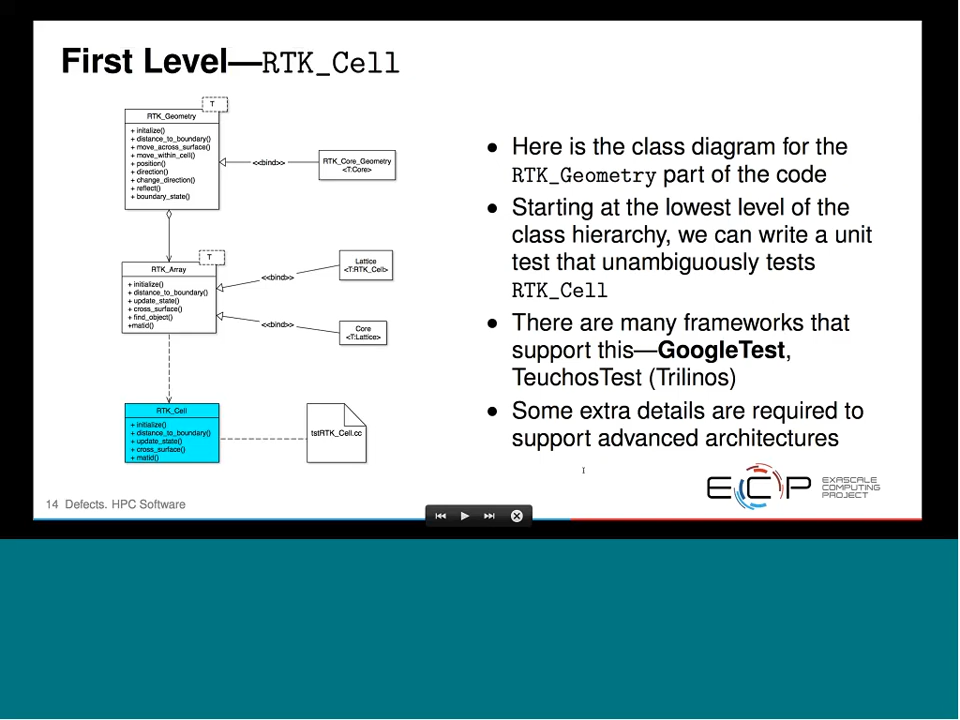 First Level—RTK_Cell
T
RTK_Geometry
+ initalize()
+ distance_to_boundary()
+ move_across_surface()
+ move_within_cell()
+ position()
+ direction()
+ change_direction()
+ reflect()
+ boundary_state()
<<bind>>
RTK_Core_Geometry
<T:Core>
T
RTK_Array
+ initialize()
+ distance_to_boundary()
+ update_state()
+ cross_surface()
+ find_object()
+matid()
<<bind>>
Lattice
<T:RTK_Cell>
<<bind>>
Core
<T:Lattice>
RTK_Cell
+ initialize()
+ distance_to_boundary()
+ update_state()
+ cross_surface()
+ matid()
tstRTK_Cell.cc
● Here is the class diagram for the
RTK_Geometry part of the code
● Starting at the lowest level of the
class hierarchy, we can write a unit
test that unambiguously tests
RTK_Cell
● There are many frameworks that
support this—GoogleTest,
TeuchosTest (Trilinos)
● Some extra details are required to
support advanced architectures
ECP
EXASCALE
COMPUTING
PROJECT
14 Defects. HPC Software